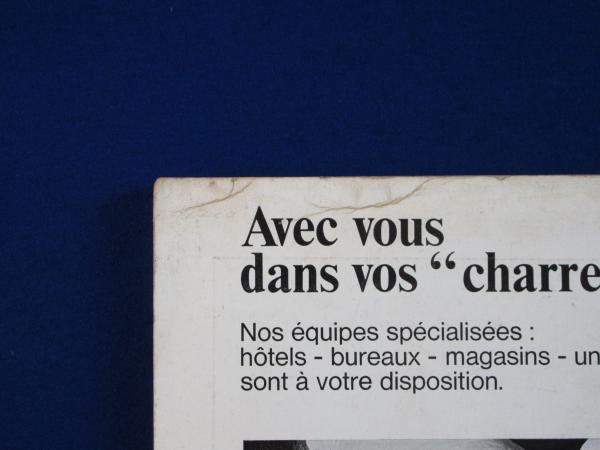 Avec vous
dans vos “ charre
Nos équipes spécialisées :
hôtels - bureaux - magasins - un
sont à votre disposition.